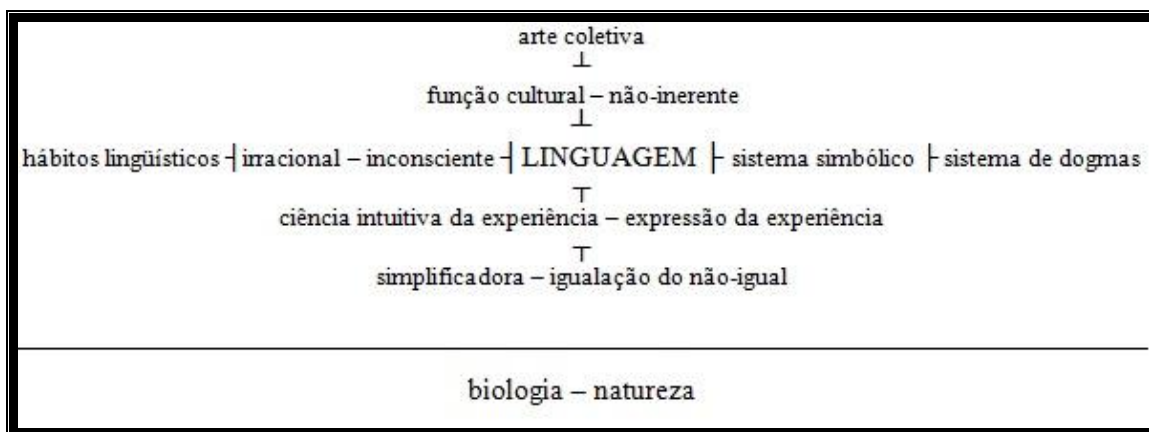 arte coletiva
┴
função cultural – não-inerente
┴
hábitos lingüísticos ┤irracional – inconsciente ┤LINGUAGEM ├ sistema simbólico ├ sistema de dogmas
┬
ciência intuitiva da experiência – expressão da experiência
┬
simplificadora – igualação do não-igual
biologia – natureza